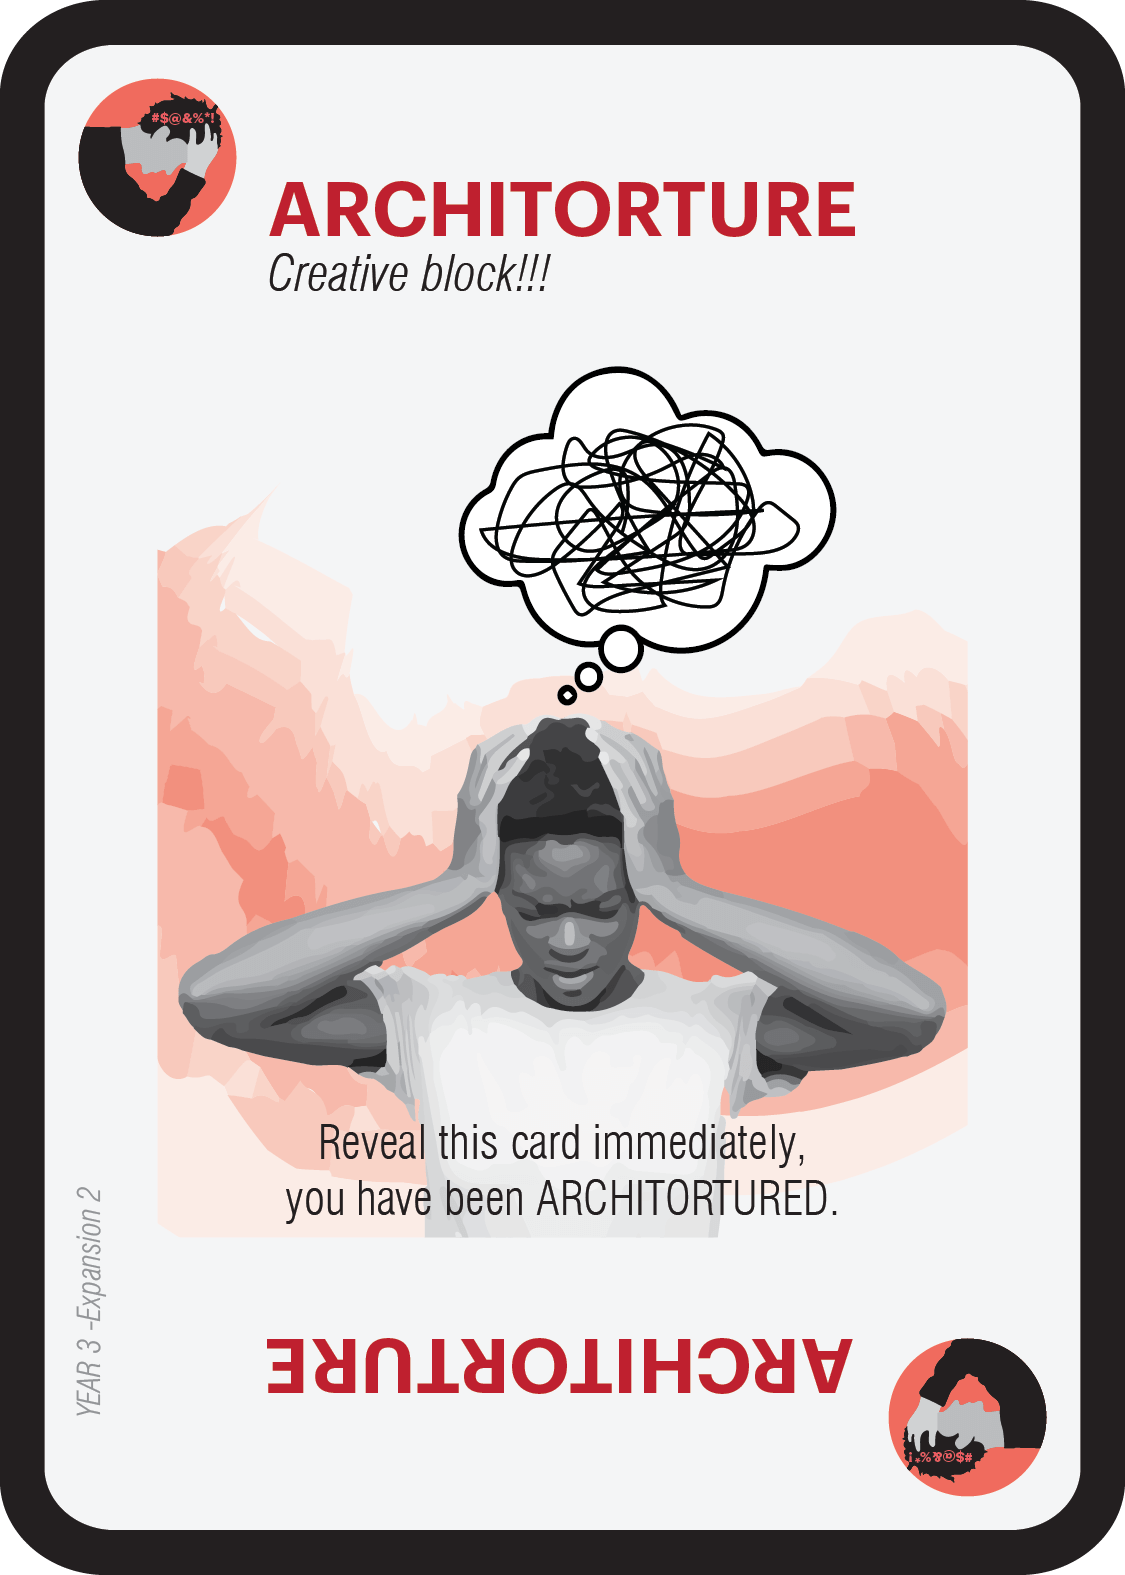 #$@&%*!
ARCHITORTURE
Creative block!!!
Reveal this card immediately,
you have been ARCHITORTURED.
YEAR 3 -Expansion 2
ARCHITORTURE
#$@&%*!